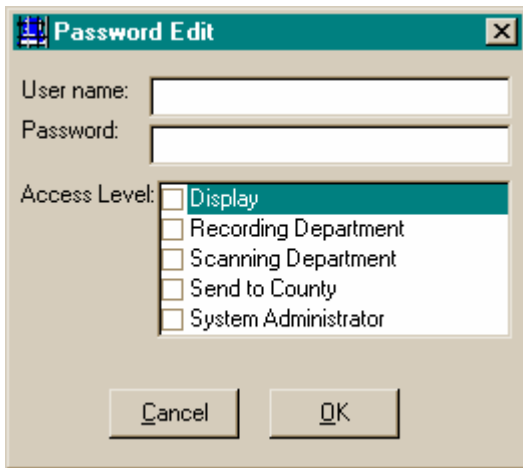 Password Edit
User name:
Password:
Access Level:
Display
Recording Department
Scanning Department
Send to County
System Administrator
Cancel OK